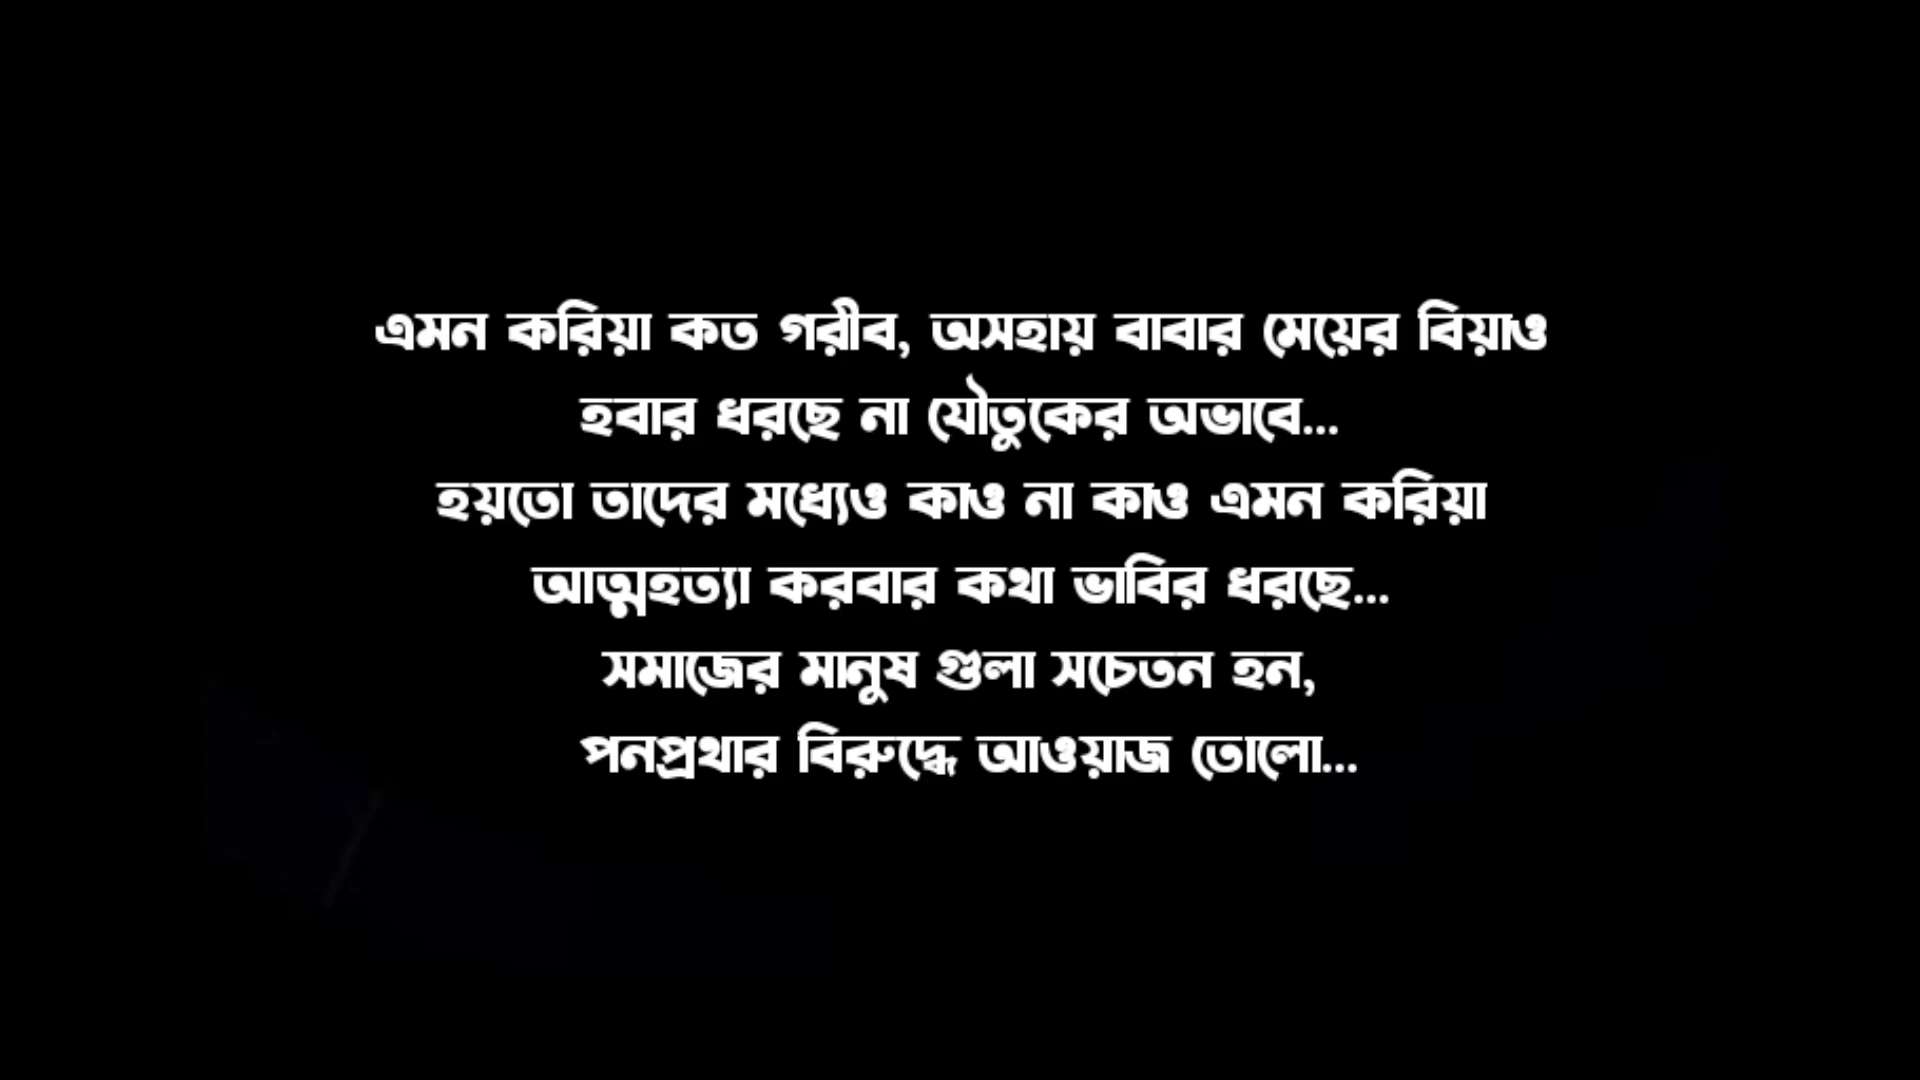 এমন করিয়া কত গরীব, অসহায় বাবার মেয়ের বিয়াও
হবার ধরছে না যৌতুকের অভাবে...
হয়তো তাদের মধ্যেও কাও না কাও এমন করিয়া
আত্মহত্যা করবার কথা ভাবির ধরছে...
সমাজের মানুষ গুলা সচেতন হন,
পনপ্রথার বিরুদ্ধে আওয়াজ তোলো...